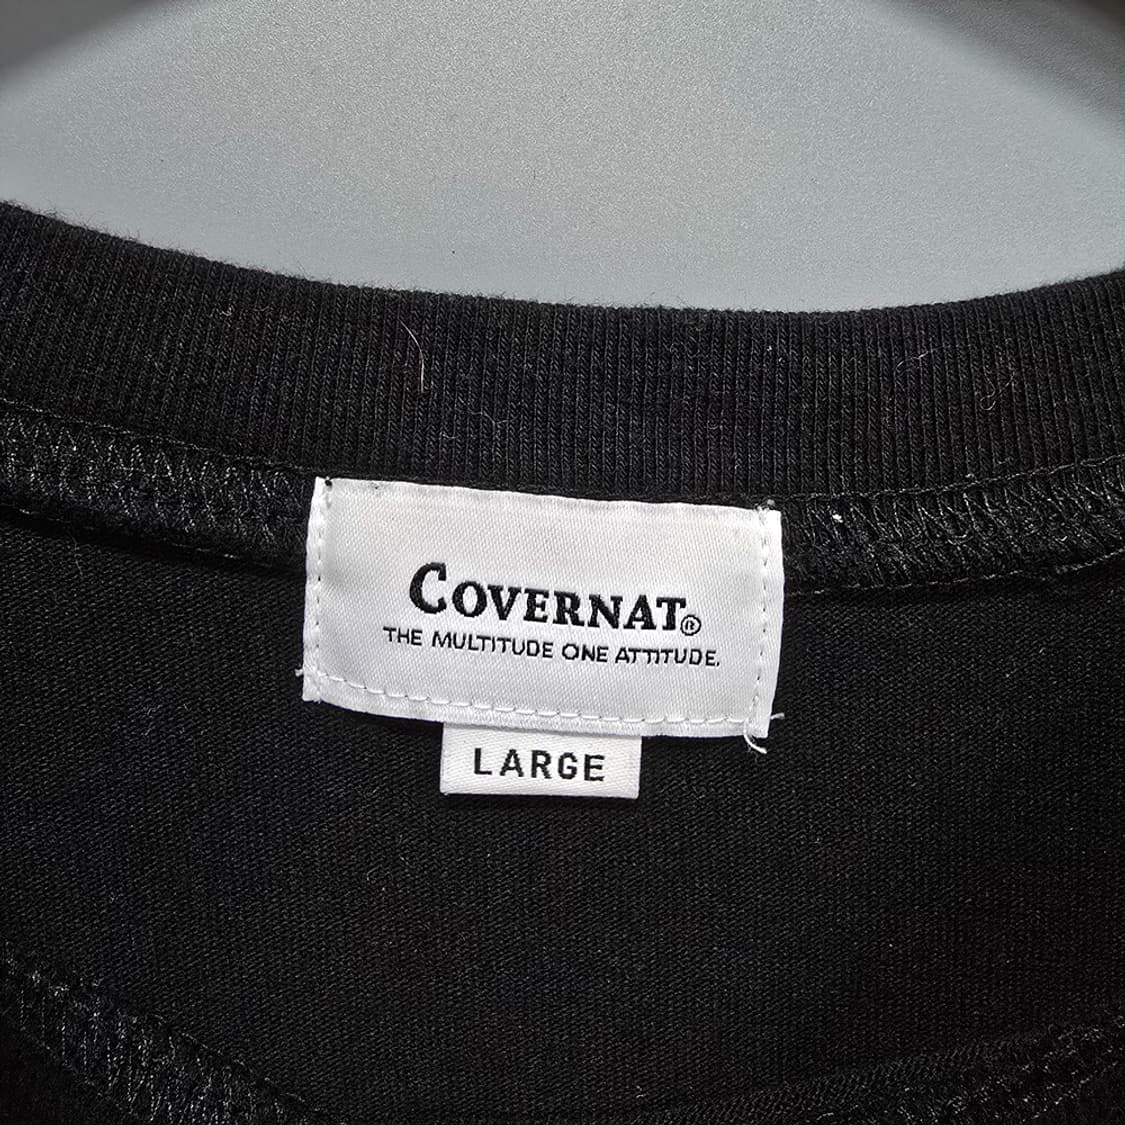 COVERNAT®
THE MULTITUDE ONE ATTITUDE.
LARGE